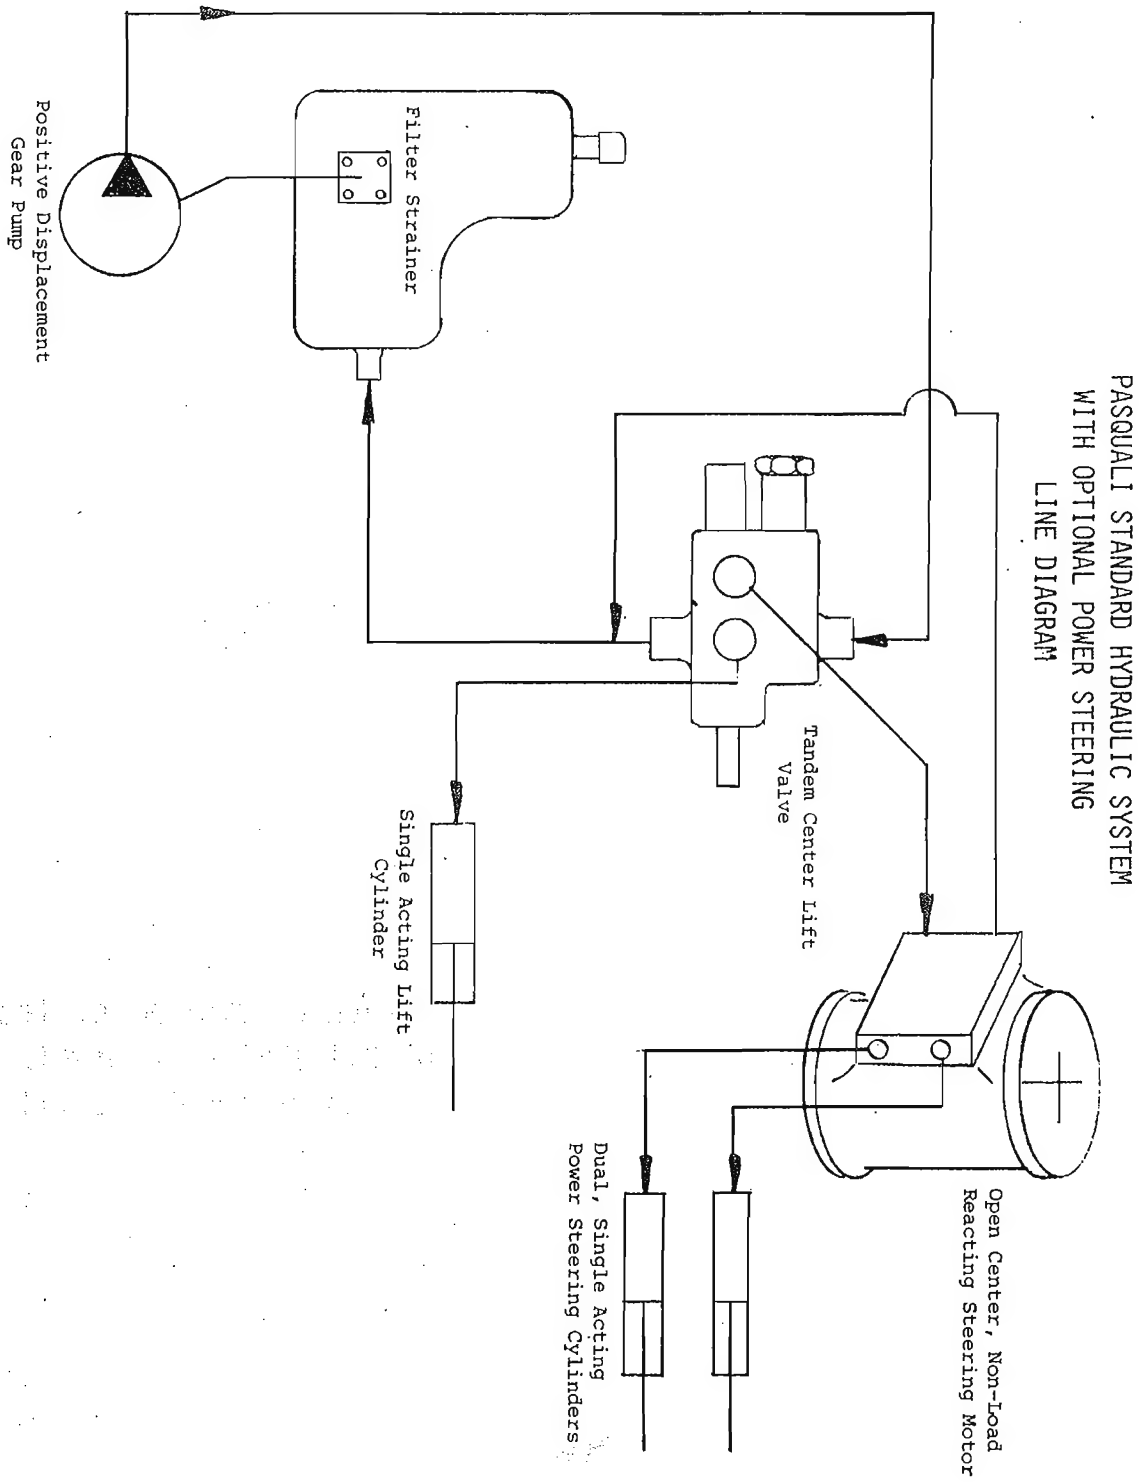 PASQUALI STANDARD HYDRAULIC SYSTEM
WITH OPTIONAL POWER STEERING
LINE DIAGRAM
Open Center, Non-Load
Reacting Steering Motor
Tandem Center Lift
Valve
Dual, Single Acting
Power Steering Cylinders
Filter Strainer
Single Acting Lift
Cylinder
Positive Displacement
Gear Pump